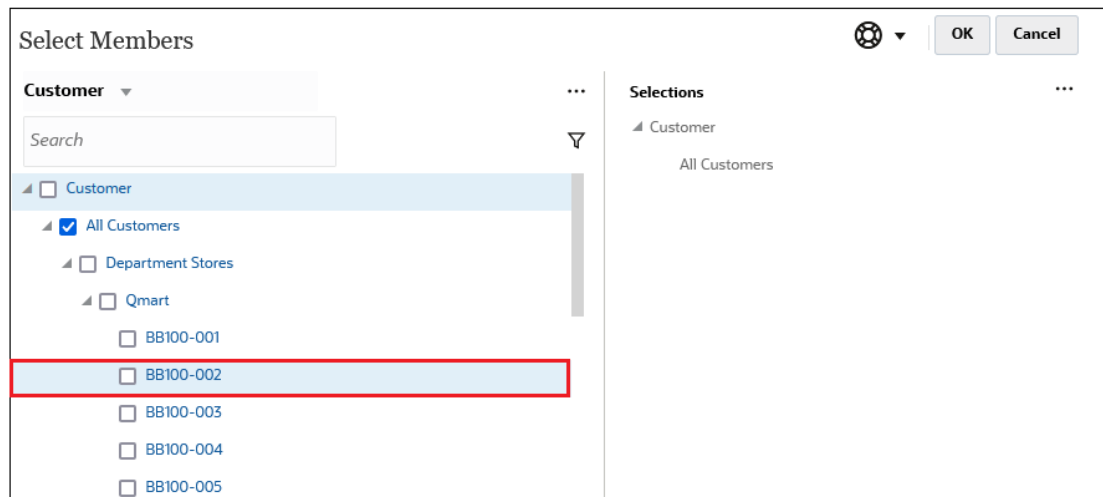 Select Members
OK
Cancel
Customer
Search
Customer
All Customers
Department Stores
Qmart
BB100-001
BB100-002
BB100-003
BB100-004
BB100-005
Selections
Customer
All Customers